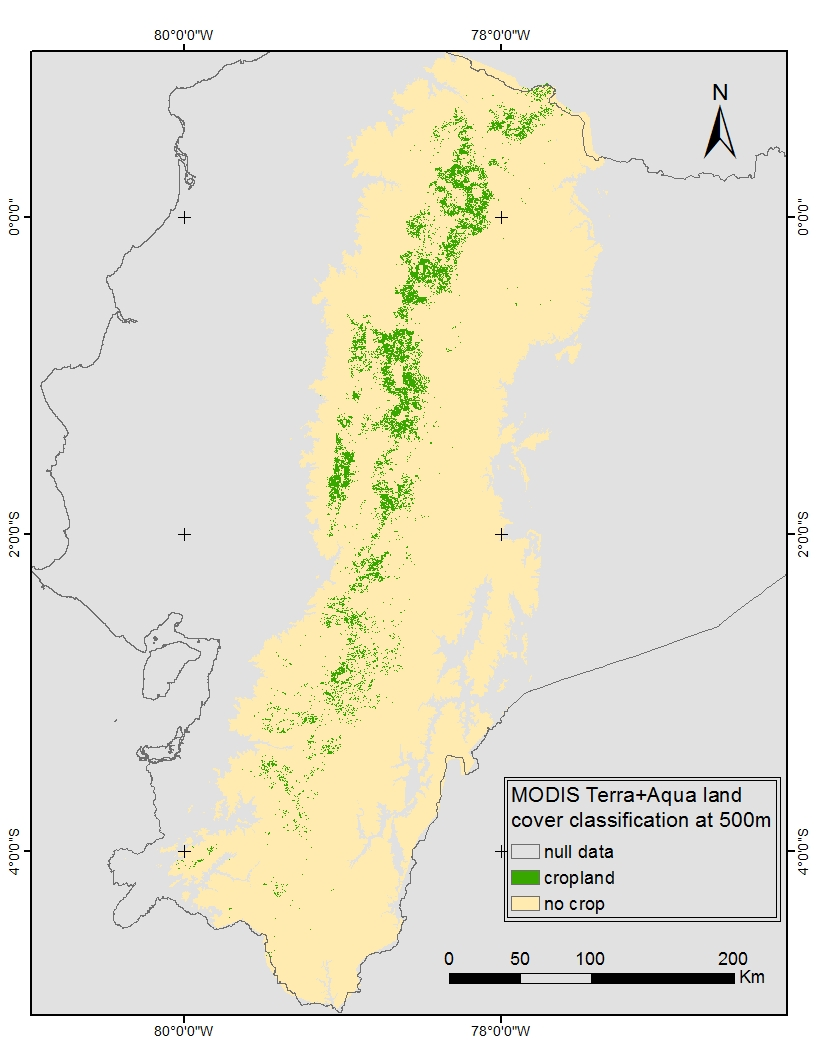 80°0'0"W 78°0'0"W
N
0°0'0" 0°0'0"
2°0'0"S 2°0'0"S
MODIS Terra+Aqua land
cover classification at 500m
4°0'0"S 4°0'0"S
null data
cropland
no crop
0 50 100 200
Km
80°0'0"W 78°0'0"W